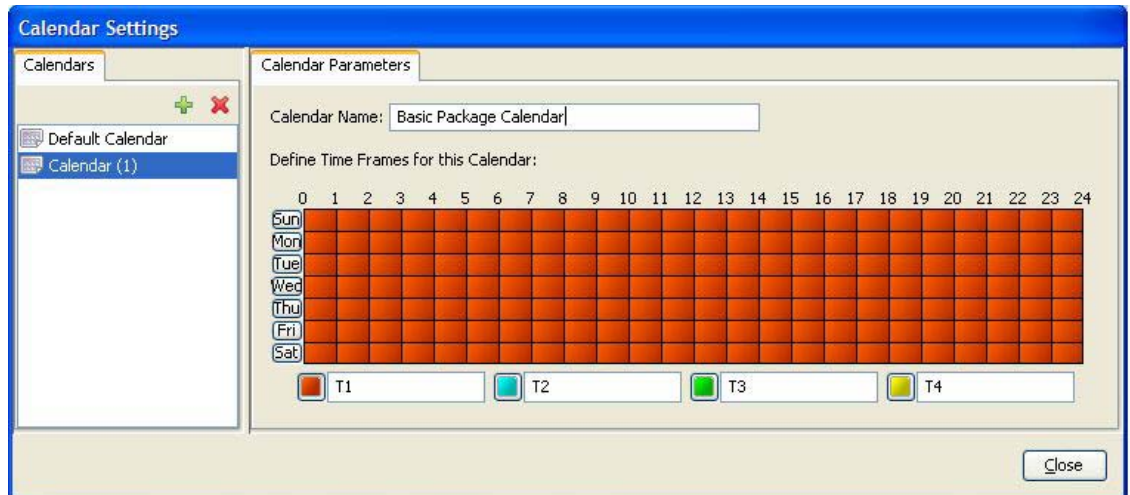 Calendar Settings
Calendars
Default Calendar
Calendar (1)
Calendar Parameters
Calendar Name: Basic Package Calendar
Define Time Frames for this Calendar:
0 1 2 3 4 5 6 7 8 9 10 11 12 13 14 15 16 17 18 19 20 21 22 23 24
Sun
Mon
Tue
Wed
Thu
Fri
Sat
T1 T2 T3 T4
Close